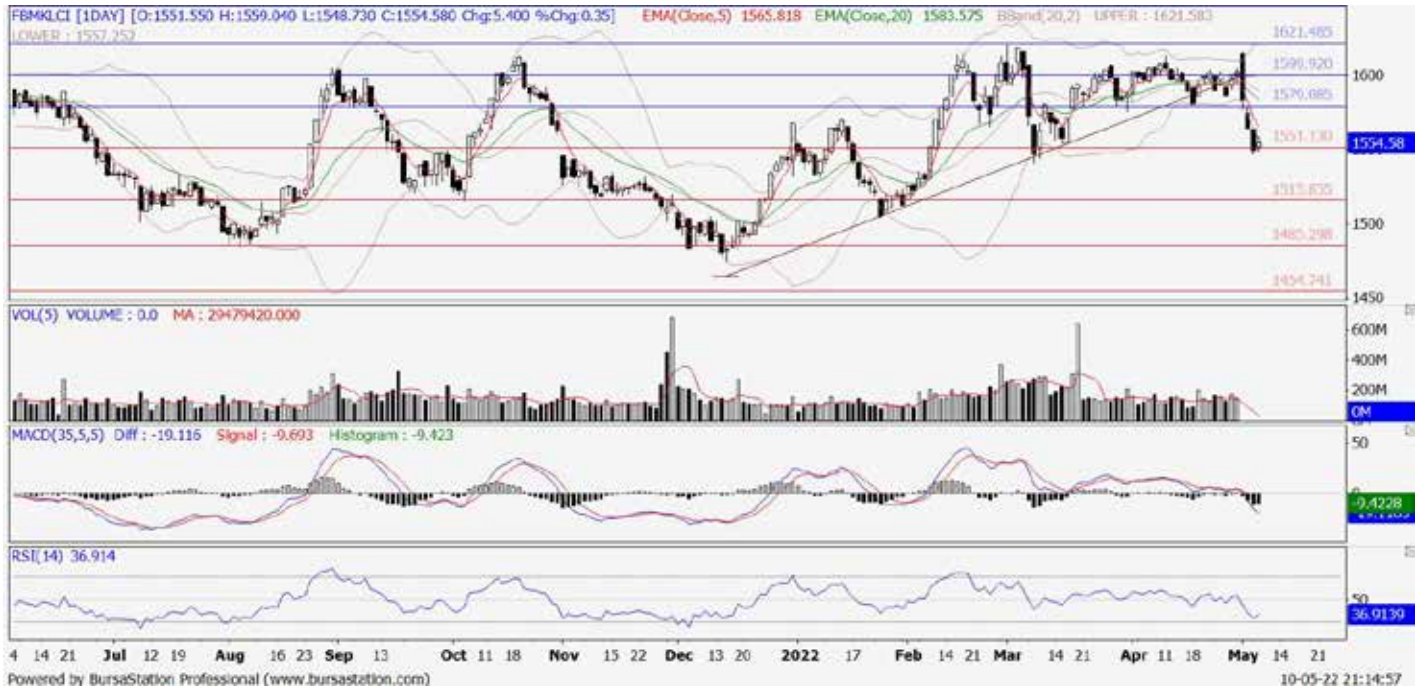 FBMKLCI [1DAY] [O:1551.550 H:1559.040 L:1548.730 C:1554.580 Chg:5.400 %Chg:0.35] EMA(Close,5) 1565.818 EMA(Close,20) 1583.575 BBand(20,2) UPPER : 1621.583
LOWER : 1557.252
1621.485
1599.920
1600
1579.085
1551.130
1554.58
1515.855
1500
1485.298
1454.741
1450
VOL(5) VOLUME : 0.0 MA : 29479420.000
600M
400M
200M
0M
MACD(35,5,5) Diff : -19.116 Signal : -9.693 Histogram : -9.423
50
-9.4228
RSI(14) 36.914
50
36.9139
4 14 21 Jul 12 19 Aug 16 23 Sep 13 Oct 11 18 Nov 15 22 Dec 13 20 2022 17 Feb 14 21 Mar 14 21 Apr 11 18 May 14 21
Powered by BursaStation Professional (www.bursastation.com) 10-05-22 21:14:57